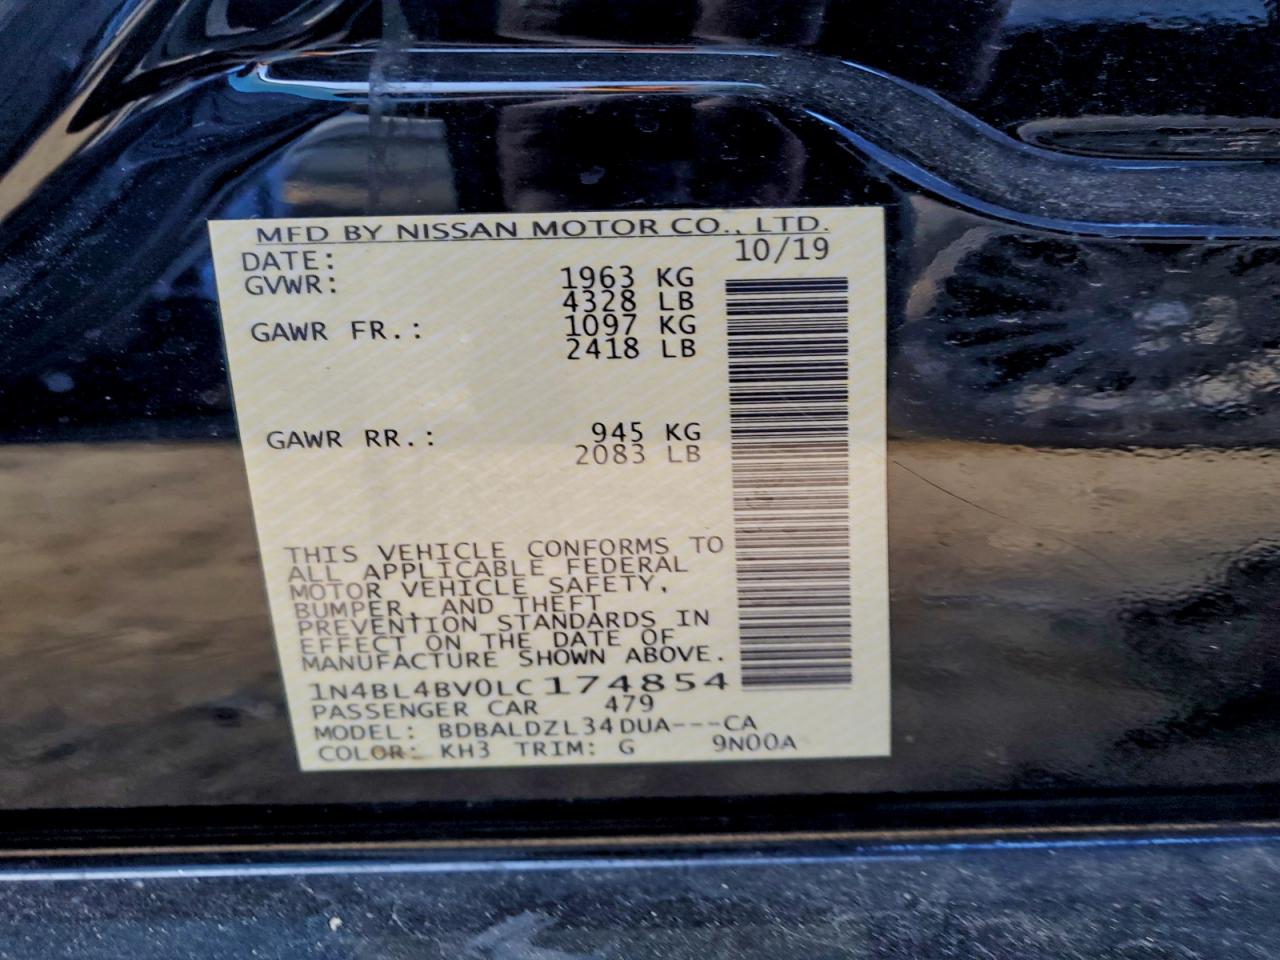 MFD BY NISSAN MOTOR CO., LTD.
DATE: 10/19
GVWR: 1963 KG
4328 LB
GAWR FR.: 1097 KG
2418 LB
GAWR RR.: 945 KG
2083 LB
THIS VEHICLE CONFORMS TO
ALL APPLICABLE FEDERAL
MOTOR VEHICLE SAFETY,
BUMPER, AND THEFT
PREVENTION STANDARDS IN
EFFECT ON THE DATE OF
MANUFACTURE SHOWN ABOVE.
1N4BL4BV0LC174854
PASSENGER CAR 479
MODEL: BDBALDZL34DUA---CA
COLOR: KH3 TRIM: G 9N00A